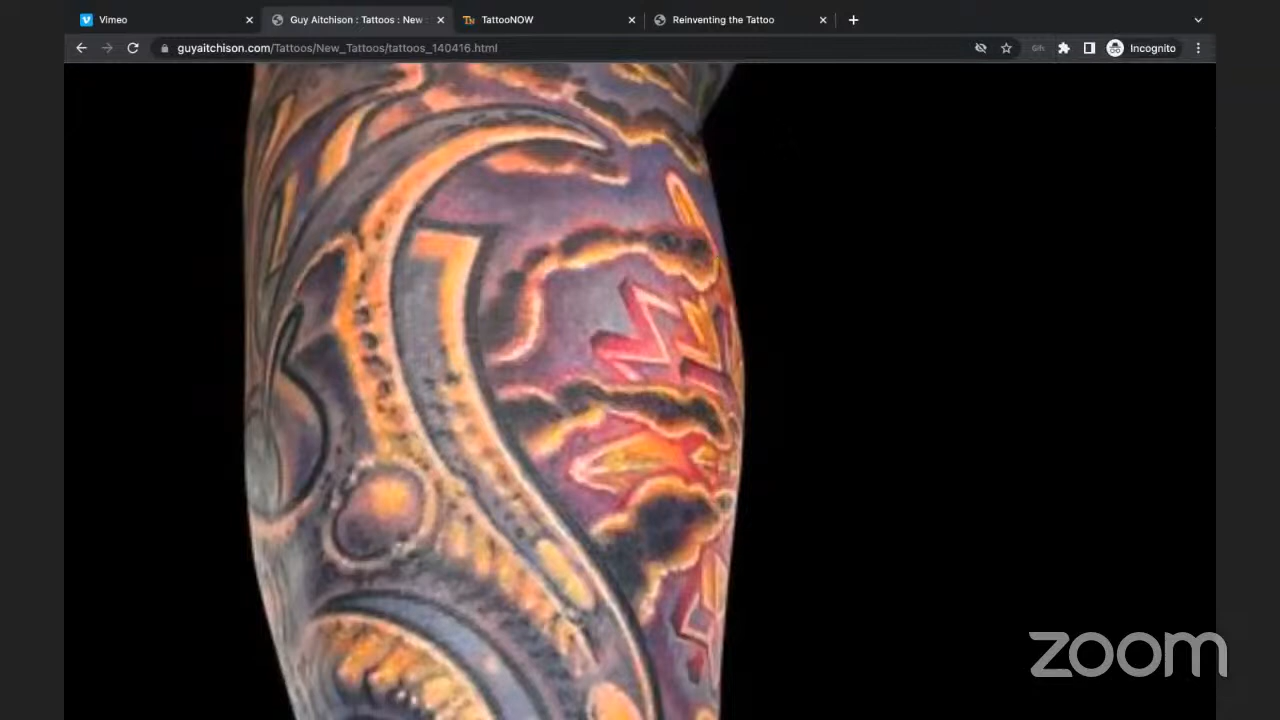 Vimeo
Guy Aitchison : Tattoos : New
TattooNOW
Reinventing the Tattoo
guyaitchison.com/Tattoos/New_Tattoos/tattoos_140416.html
Incognito
zoom